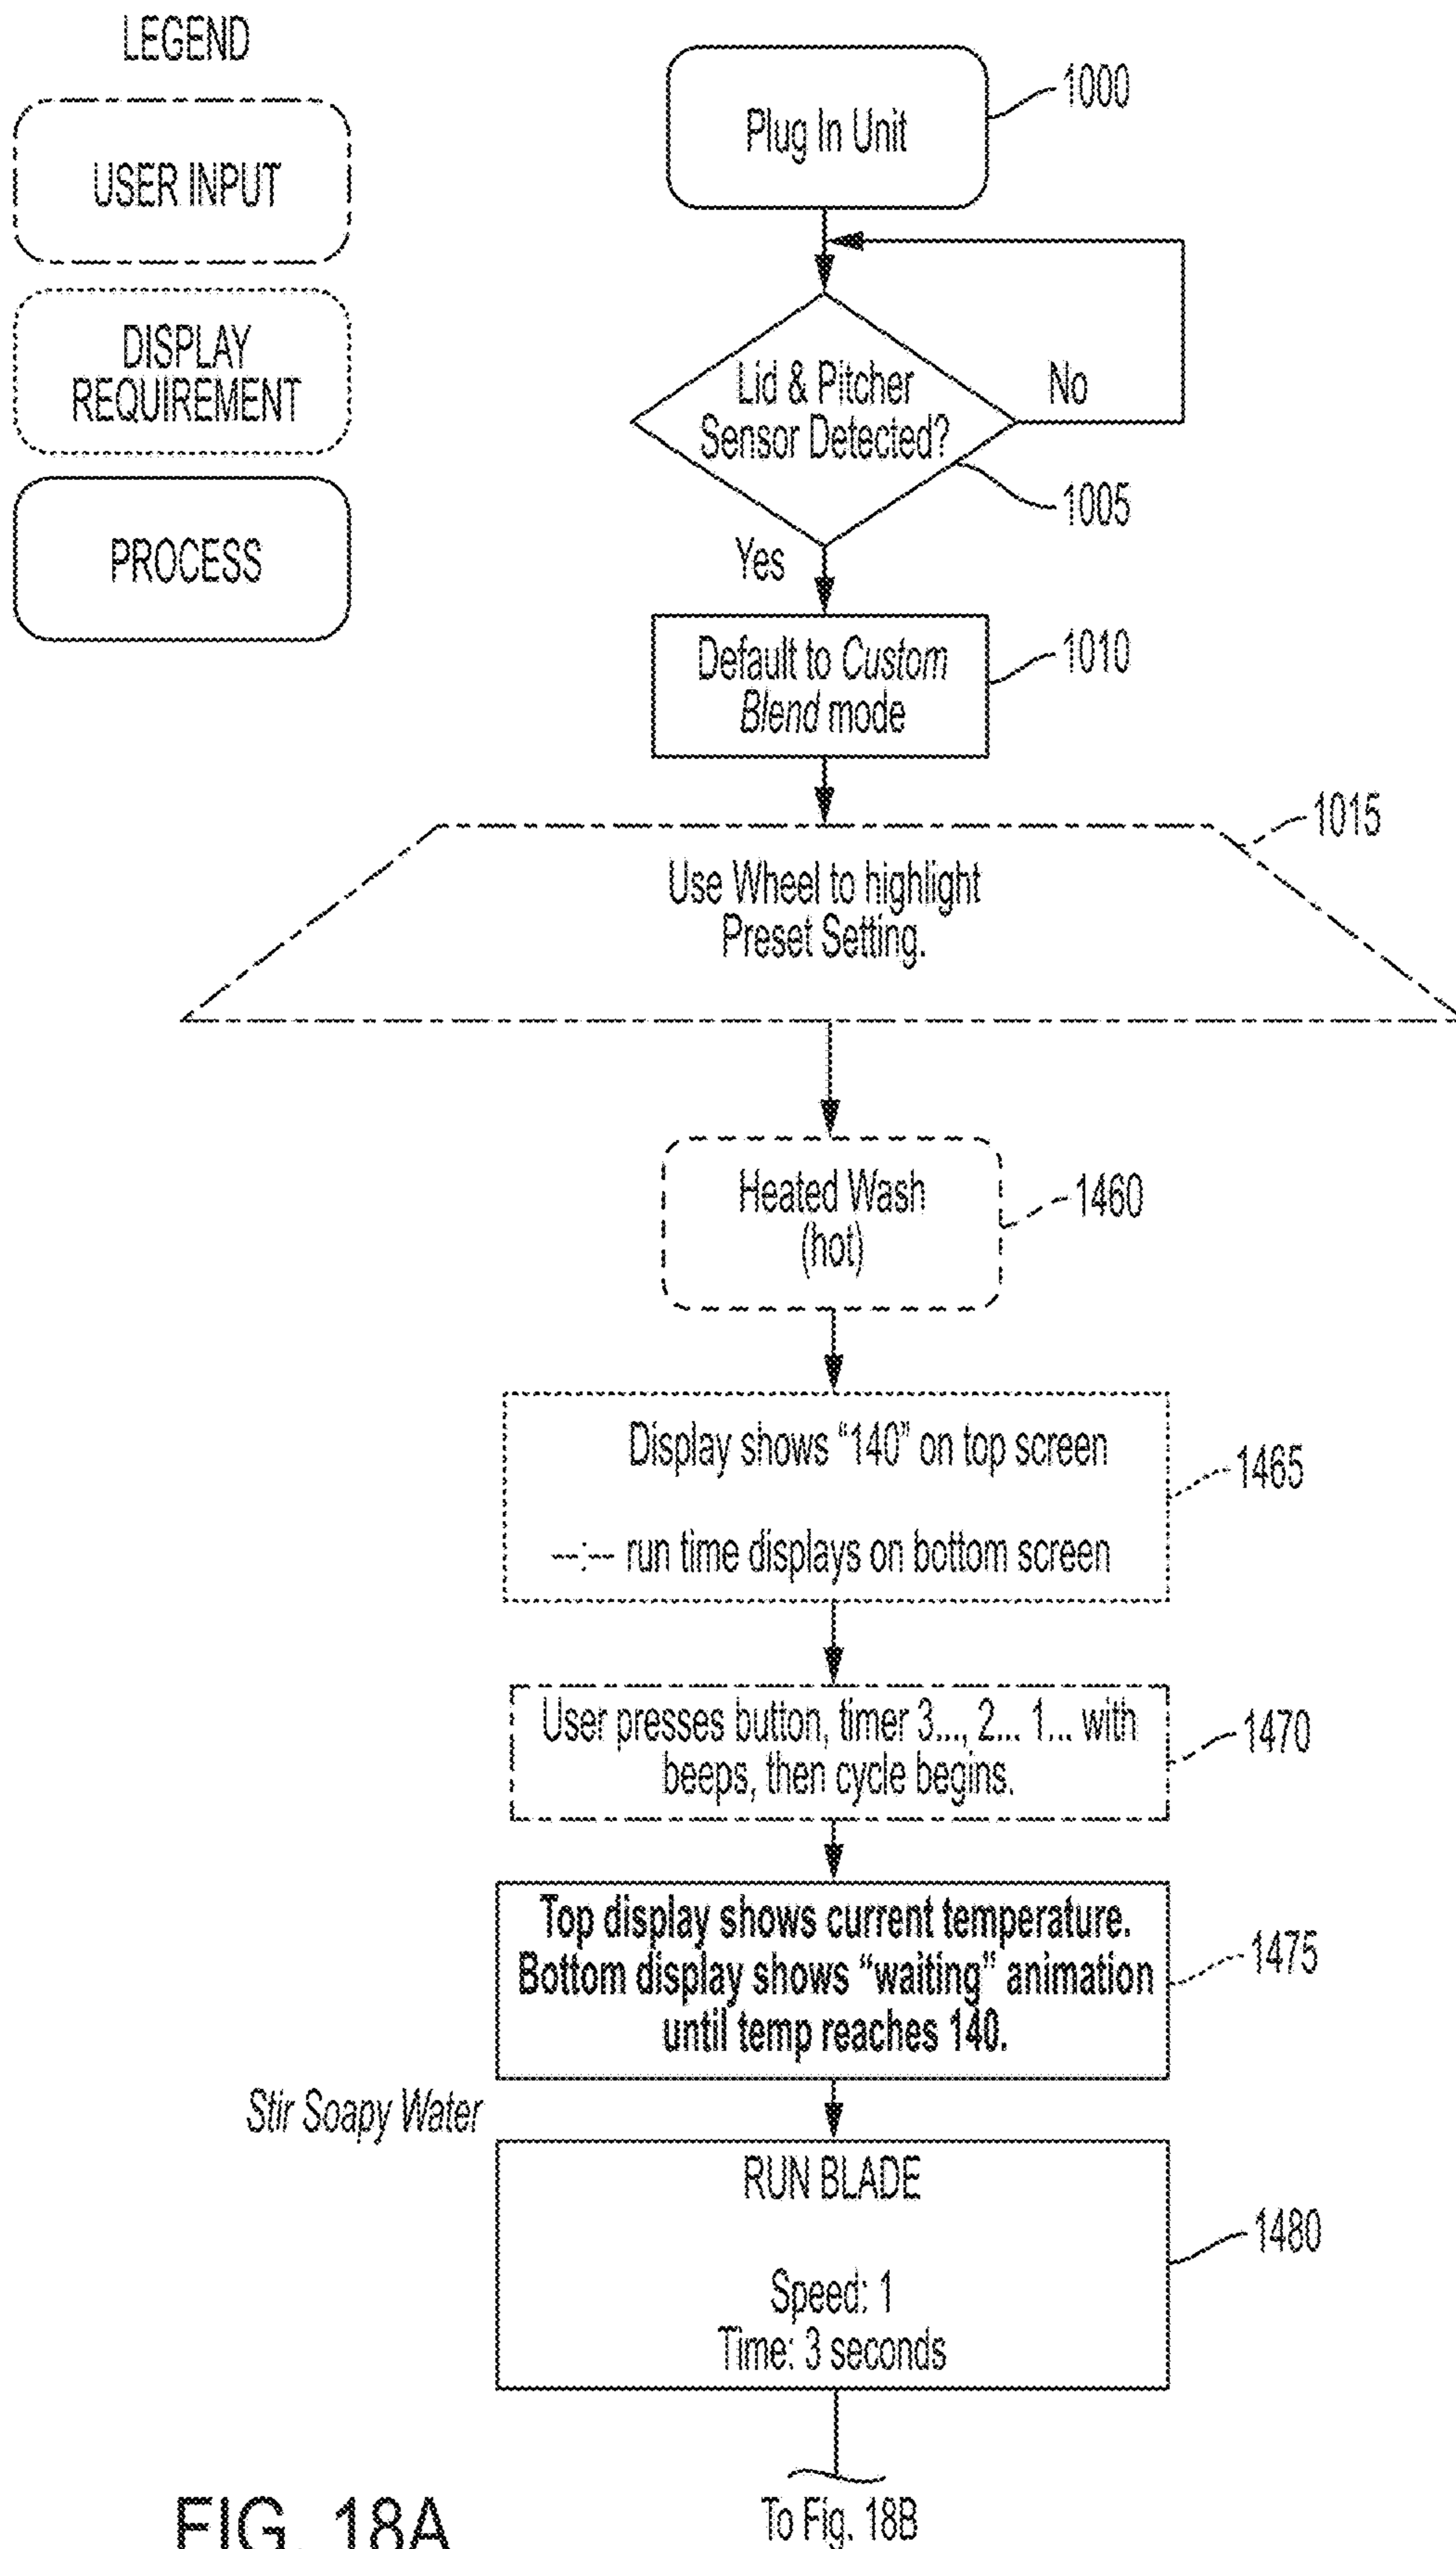 LEGEND
USER INPUT
DISPLAY
REQUIREMENT
PROCESS
Plug In Unit
1000
Lid & Pitcher
Sensor Detected?
No
1005
Yes
Default to Custom
Blend mode
1010
1015
Use Wheel to highlight
Preset Setting.
Heated Wash
(hot)
1460
Display shows “140” on top screen
--:-- run time displays on bottom screen
1465
User presses button, timer 3..., 2... 1... with
beeps, then cycle begins.
1470
Top display shows current temperature.
Bottom display shows “waiting” animation
until temp reaches 140.
1475
Stir Soapy Water
RUN BLADE
Speed: 1
Time: 3 seconds
1480
To Fig. 18B
FIG. 18A